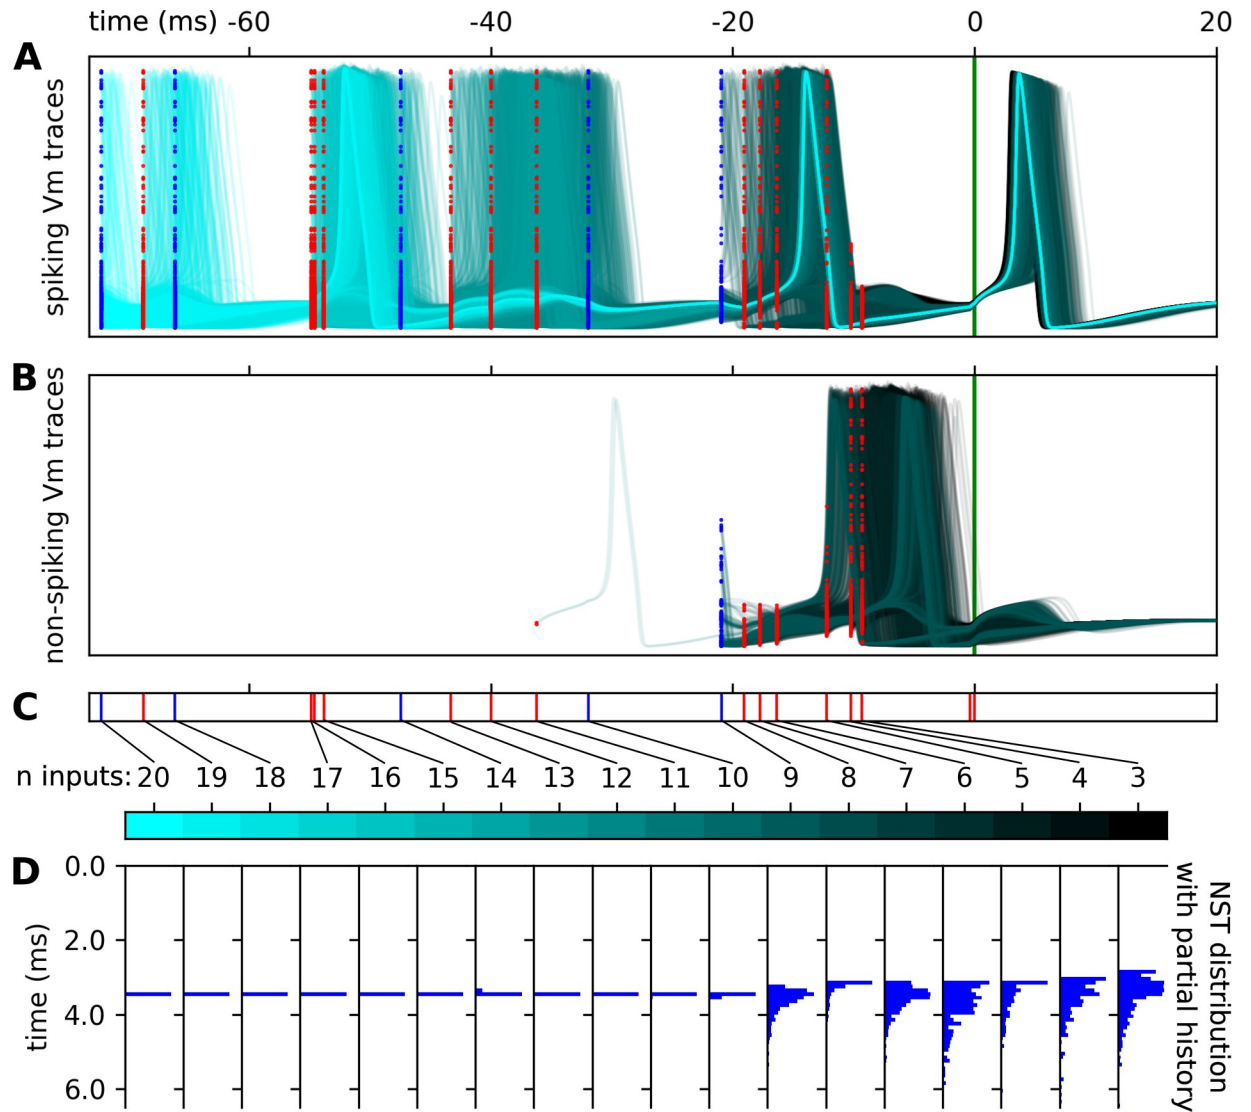 time (ms) -60 -40 -20 0 20
A
spiking Vm traces
B
non-spiking Vm traces
C
n inputs: 20 19 18 17 16 15 14 13 12 11 10 9 8 7 6 5 4 3
D
0.0
2.0
4.0
6.0
time (ms)
NST distribution
with partial history